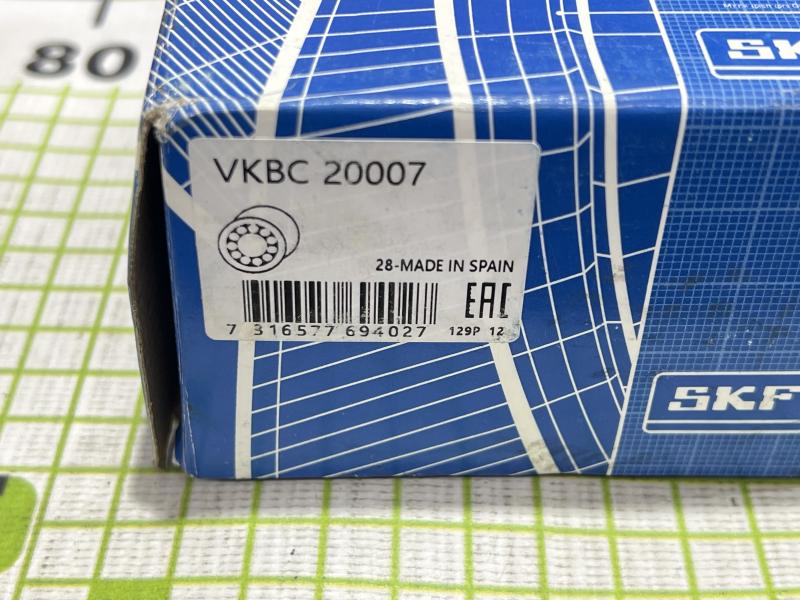 80
SKF
VKBC 20007
28-MADE IN SPAIN
EAC
7 316577 694027
129P 12
SKF